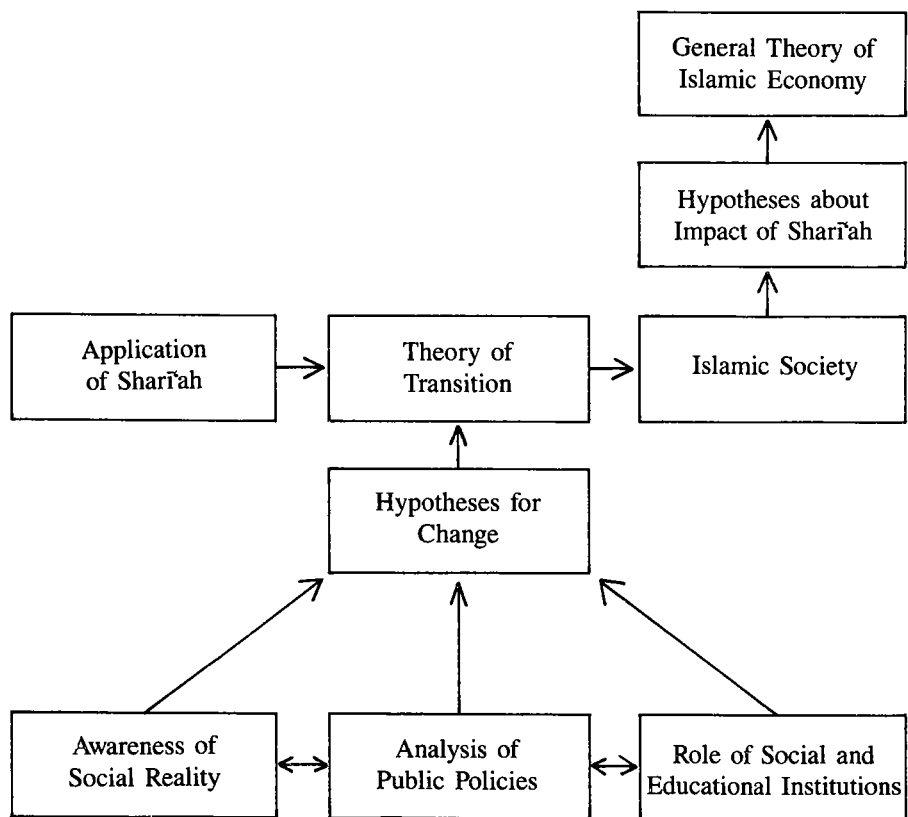 General Theory of
Islamic Economy
Hypotheses about
Impact of Sharī‘ah
Application
of Sharī‘ah
Theory of
Transition
Islamic Society
Hypotheses for
Change
Awareness of
Social Reality
Analysis of
Public Policies
Role of Social and
Educational Institutions